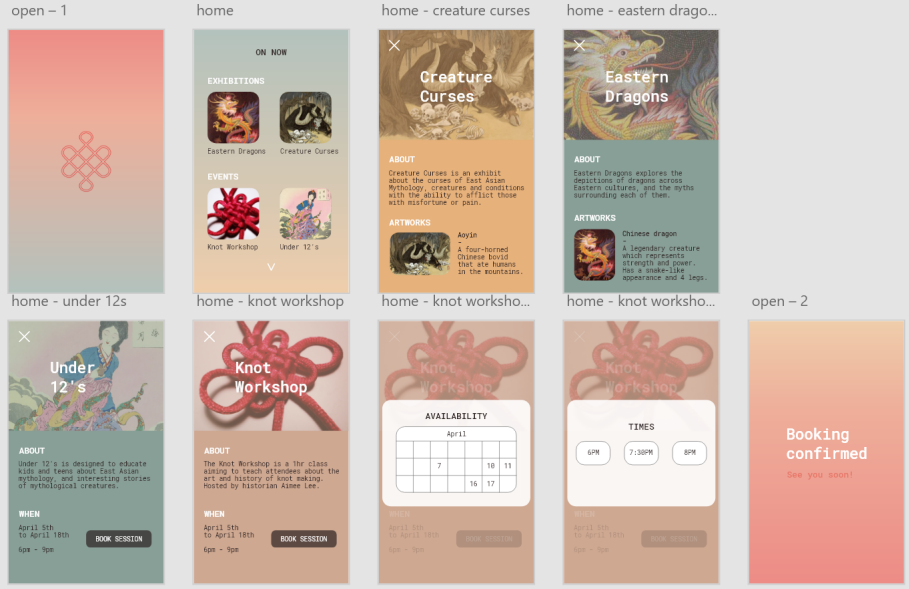 open – 1
home
home - creature curses
home - eastern drago...
ON NOW
EXHIBITIONS
Eastern Dragons
Creature Curses
EVENTS
Knot Workshop
Under 12's
Creature
Curses
ABOUT
Creature Curses is an exhibit
about the curses of East Asian
Mythology, creatures and conditions
with the ability to afflict those
with misfortune or pain.
ARTWORKS
Aoyin
-
A four-horned
Chinese bovid
that ate humans
in the mountains.
Eastern
Dragons
ABOUT
Eastern Dragons explores the
depictions of dragons across
Eastern cultures, and the myths
surrounding each of them.
ARTWORKS
Chinese dragon
-
A legendary creature
which represents
strength and power.
Has a snake-like
appearance and 4 legs.
home - under 12s
home - knot workshop
home - knot worksho...
home - knot worksho...
open – 2
Under
12's
ABOUT
Under 12's is designed to educate
kids and teens about East Asian
mythology, and interesting stories
of mythological creatures.
WHEN
April 5th
to April 18th
6pm - 9pm
BOOK SESSION
Knot
Workshop
ABOUT
The Knot Workshop is a 1hr class
aiming to teach attendees about the
art and history of knot making.
Hosted by historian Aimee Lee.
WHEN
April 5th
to April 18th
6pm - 9pm
BOOK SESSION
Knot
Workshop
AVAILABILITY
April
7 10 11
16 17
WHEN
April 5th
to April 18th
6pm - 9pm
BOOK SESSION
Knot
Workshop
TIMES
6PM 7:30PM 8PM
WHEN
April 5th
to April 18th
6pm - 9pm
BOOK SESSION
Booking
confirmed
See you soon!